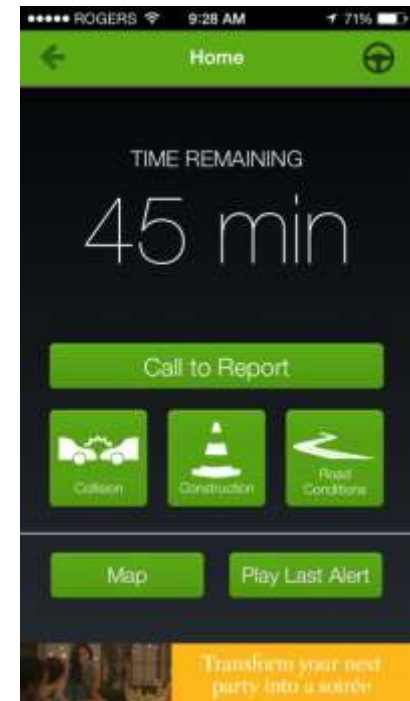 ROGERS 9:28 AM 71%
Home
TIME REMAINING
45 min
Call to Report
Collision Construction Road
Conditions
Map Play Last Alert
Transform your next
party into a soirée